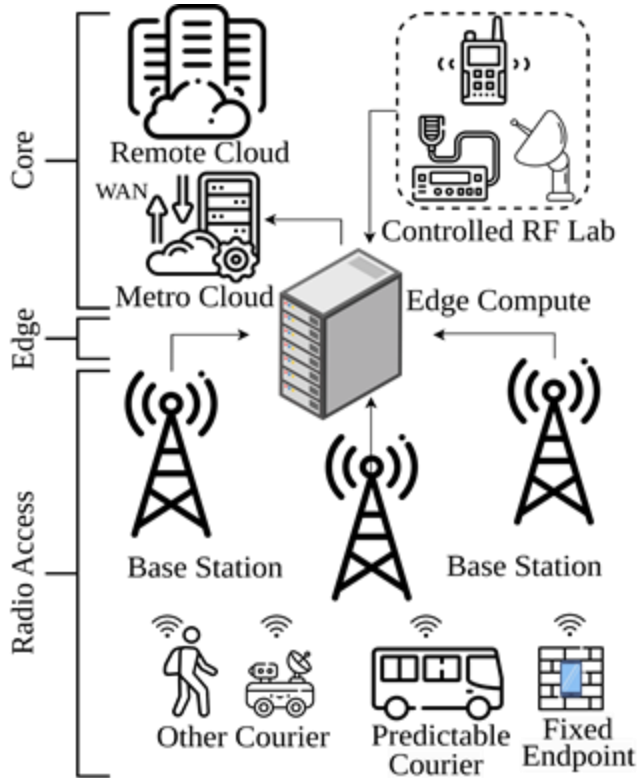 Core
Remote Cloud
WAN
Metro Cloud
Controlled RF Lab
Edge
Edge Compute
Radio Access
Base Station
Base Station
Other Courier
Predictable
Courier
Fixed
Endpoint